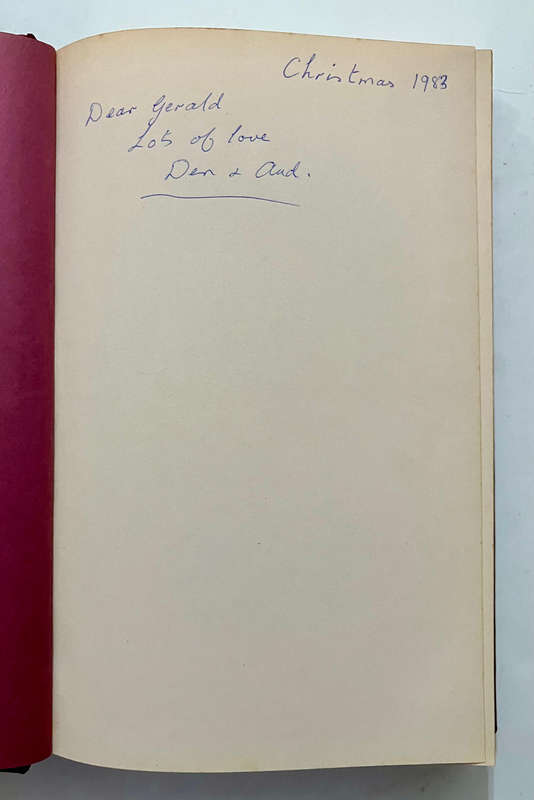 Christmas 1983
Dear Gerald
Lots of love
Den & Aud.